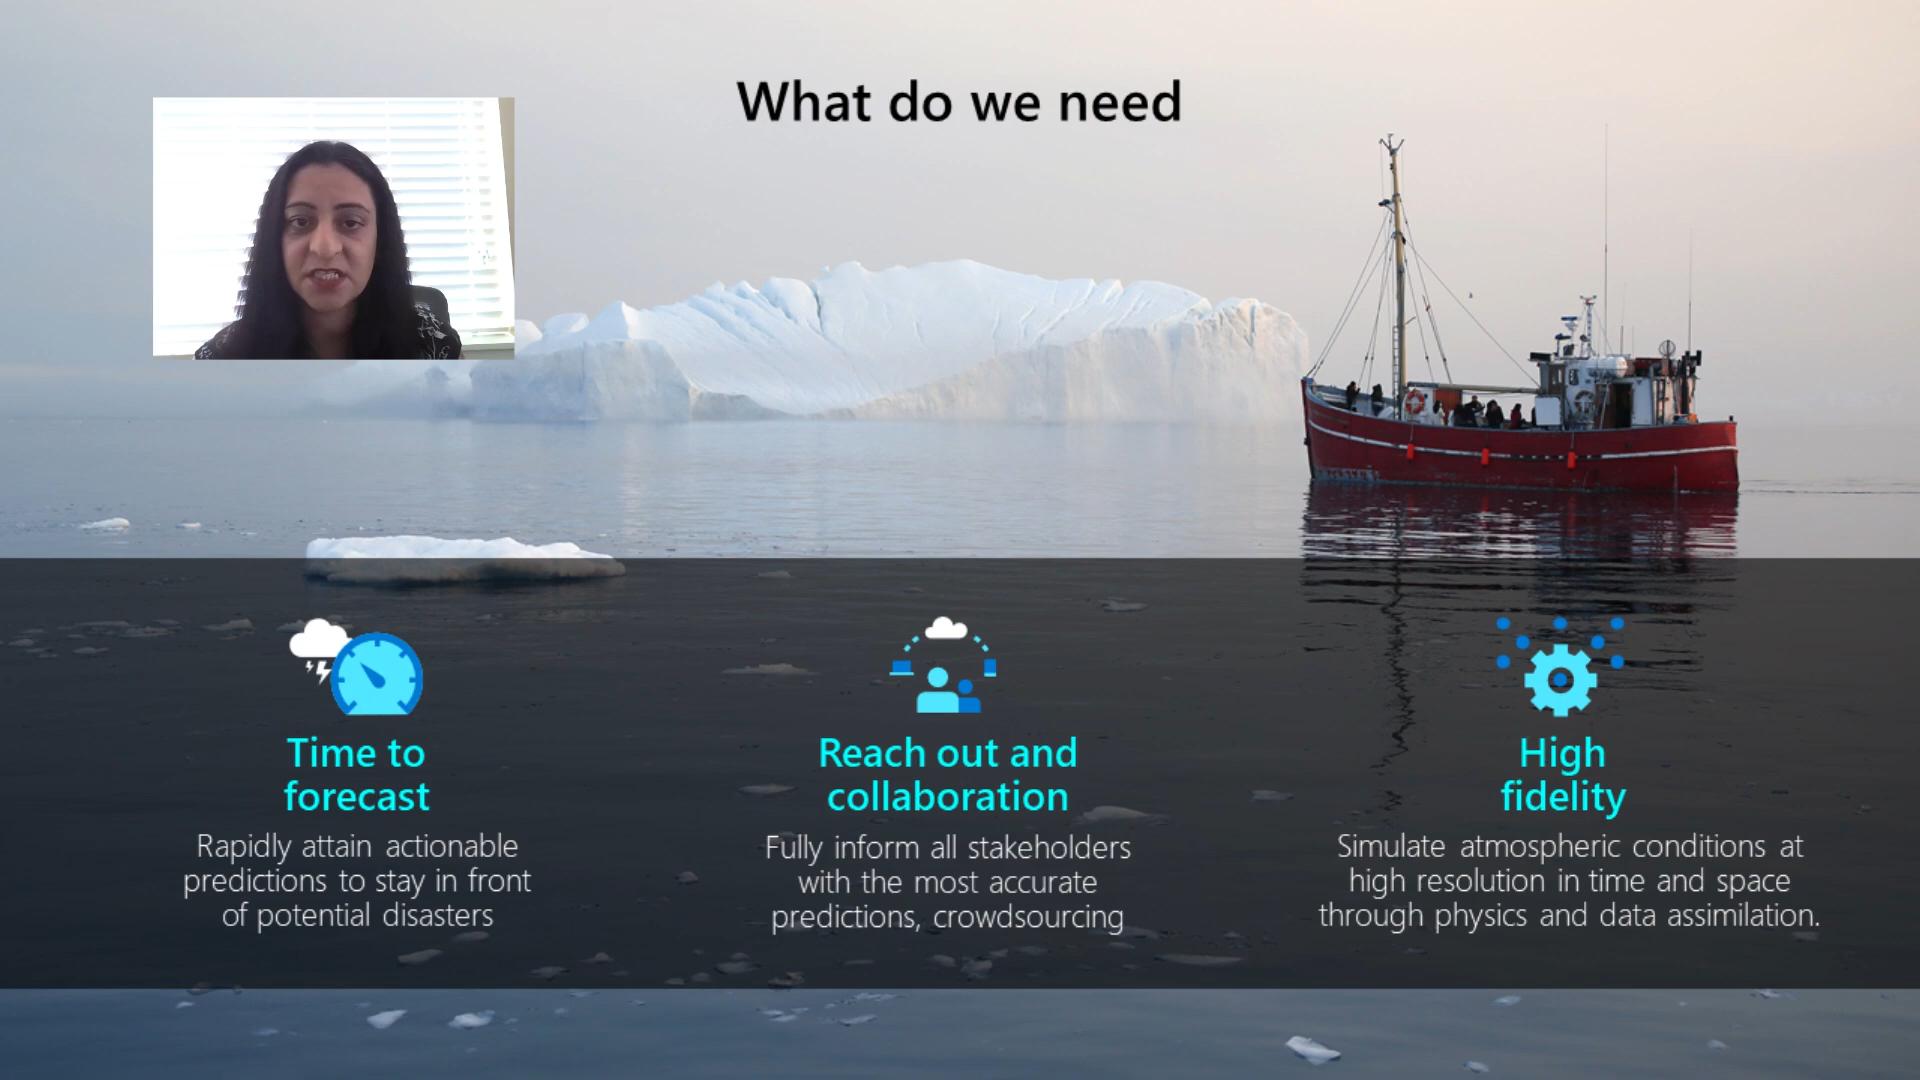 What do we need
Time to
forecast
Rapidly attain actionable
predictions to stay in front
of potential disasters
Reach out and
collaboration
Fully inform all stakeholders
with the most accurate
predictions, crowdsourcing
High
fidelity
Simulate atmospheric conditions at
high resolution in time and space
through physics and data assimilation.